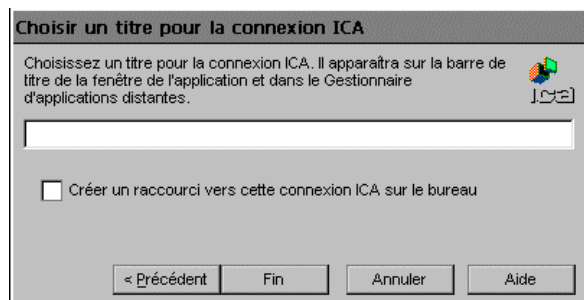 Choisir un titre pour la connexion ICA
Choisissez un titre pour la connexion ICA. Il apparaîtra sur la barre de
titre de la fenêtre de l'application et dans le Gestionnaire
d'applications distantes.
ica
Créer un raccourci vers cette connexion ICA sur le bureau
< Précédent
Fin
Annuler
Aide